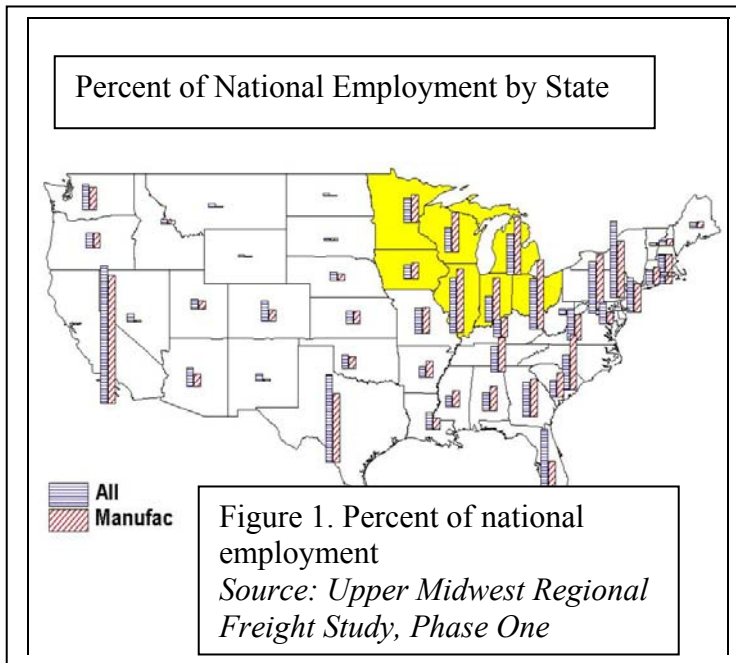 Percent of National Employment by State
All
Manufac
Figure 1. Percent of national
employment
Source: Upper Midwest Regional
Freight Study, Phase One